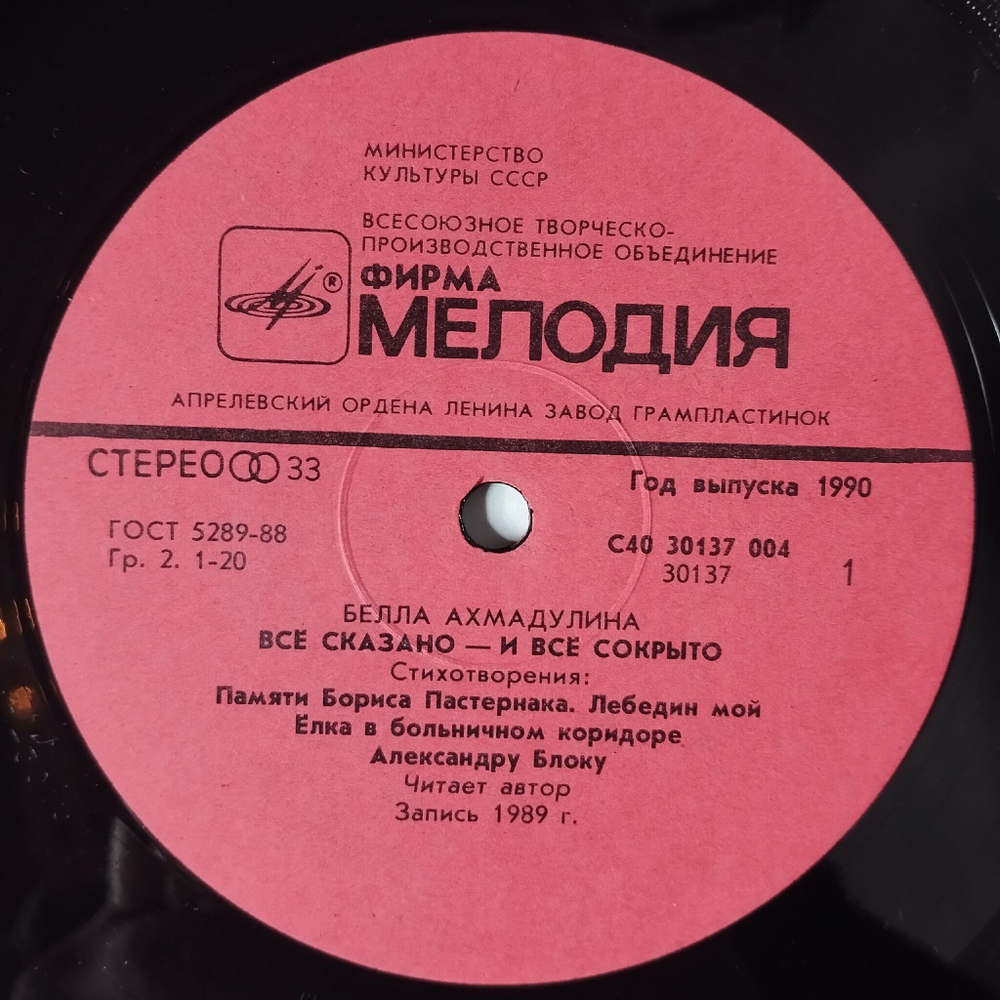 МИНИСТЕРСТВО
КУЛЬТУРЫ СССР
ВСЕСОЮЗНОЕ ТВОРЧЕСКО-
ПРОИЗВОДСТВЕННОЕ ОБЪЕДИНЕНИЕ
ФИРМА
®
МЕЛОДИЯ
АПРЕЛЕВСКИЙ ОРДЕНА ЛЕНИНА ЗАВОД ГРАМПЛАСТИНОК
СТЕРЕО 33
Год выпуска 1990
ГОСТ 5289-88
Гр. 2. 1-20
С40 30137 004
30137 1
БЕЛЛА АХМАДУЛИНА
ВСЁ СКАЗАНО — И ВСЁ СОКРЫТО
Стихотворения:
Памяти Бориса Пастернака. Лебедин мой
Ёлка в больничном коридоре
Александру Блоку
Читает автор
Запись 1989 г.